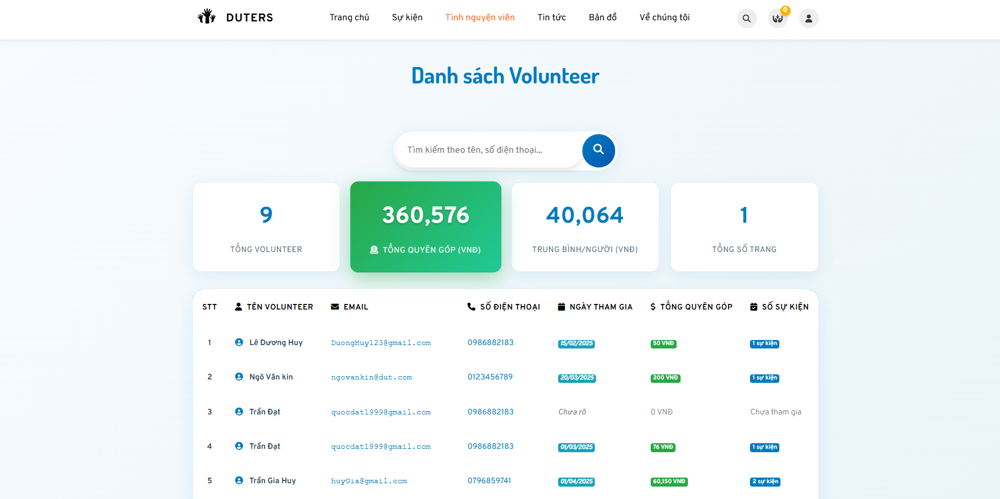 DUTERS Trang chủ Sự kiện Tình nguyện viên Tin tức Bản đồ Về chúng tôi 0
Danh sách Volunteer
Tìm kiếm theo tên, số điện thoại...
9 360,576 40,064 1
TỔNG VOLUNTEER TỔNG QUYÊN GÓP (VNĐ) TRUNG BÌNH/NGƯỜI (VNĐ) TỔNG SỐ TRANG
STT TÊN VOLUNTEER EMAIL SỐ ĐIỆN THOẠI NGÀY THAM GIA TỔNG QUYÊN GÓP SỐ SỰ KIỆN
1 Lê Dương Huy DuongHuy123@gmail.com 0986882183 15/02/2025 50 VNĐ 1 sự kiện
2 Ngô Văn kin ngovankin@dut.com 0123456789 20/03/2025 200 VNĐ 1 sự kiện
3 Trần Đạt quocdat1999@gmail.com 0986882183 Chưa rõ 0 VNĐ Chưa tham gia
4 Trần Đạt quocdat1999@gmail.com 0986882183 01/03/2025 76 VNĐ 1 sự kiện
5 Trần Gia Huy huyGia@gmail.com 0796859741 01/04/2025 60,150 VNĐ 2 sự kiện